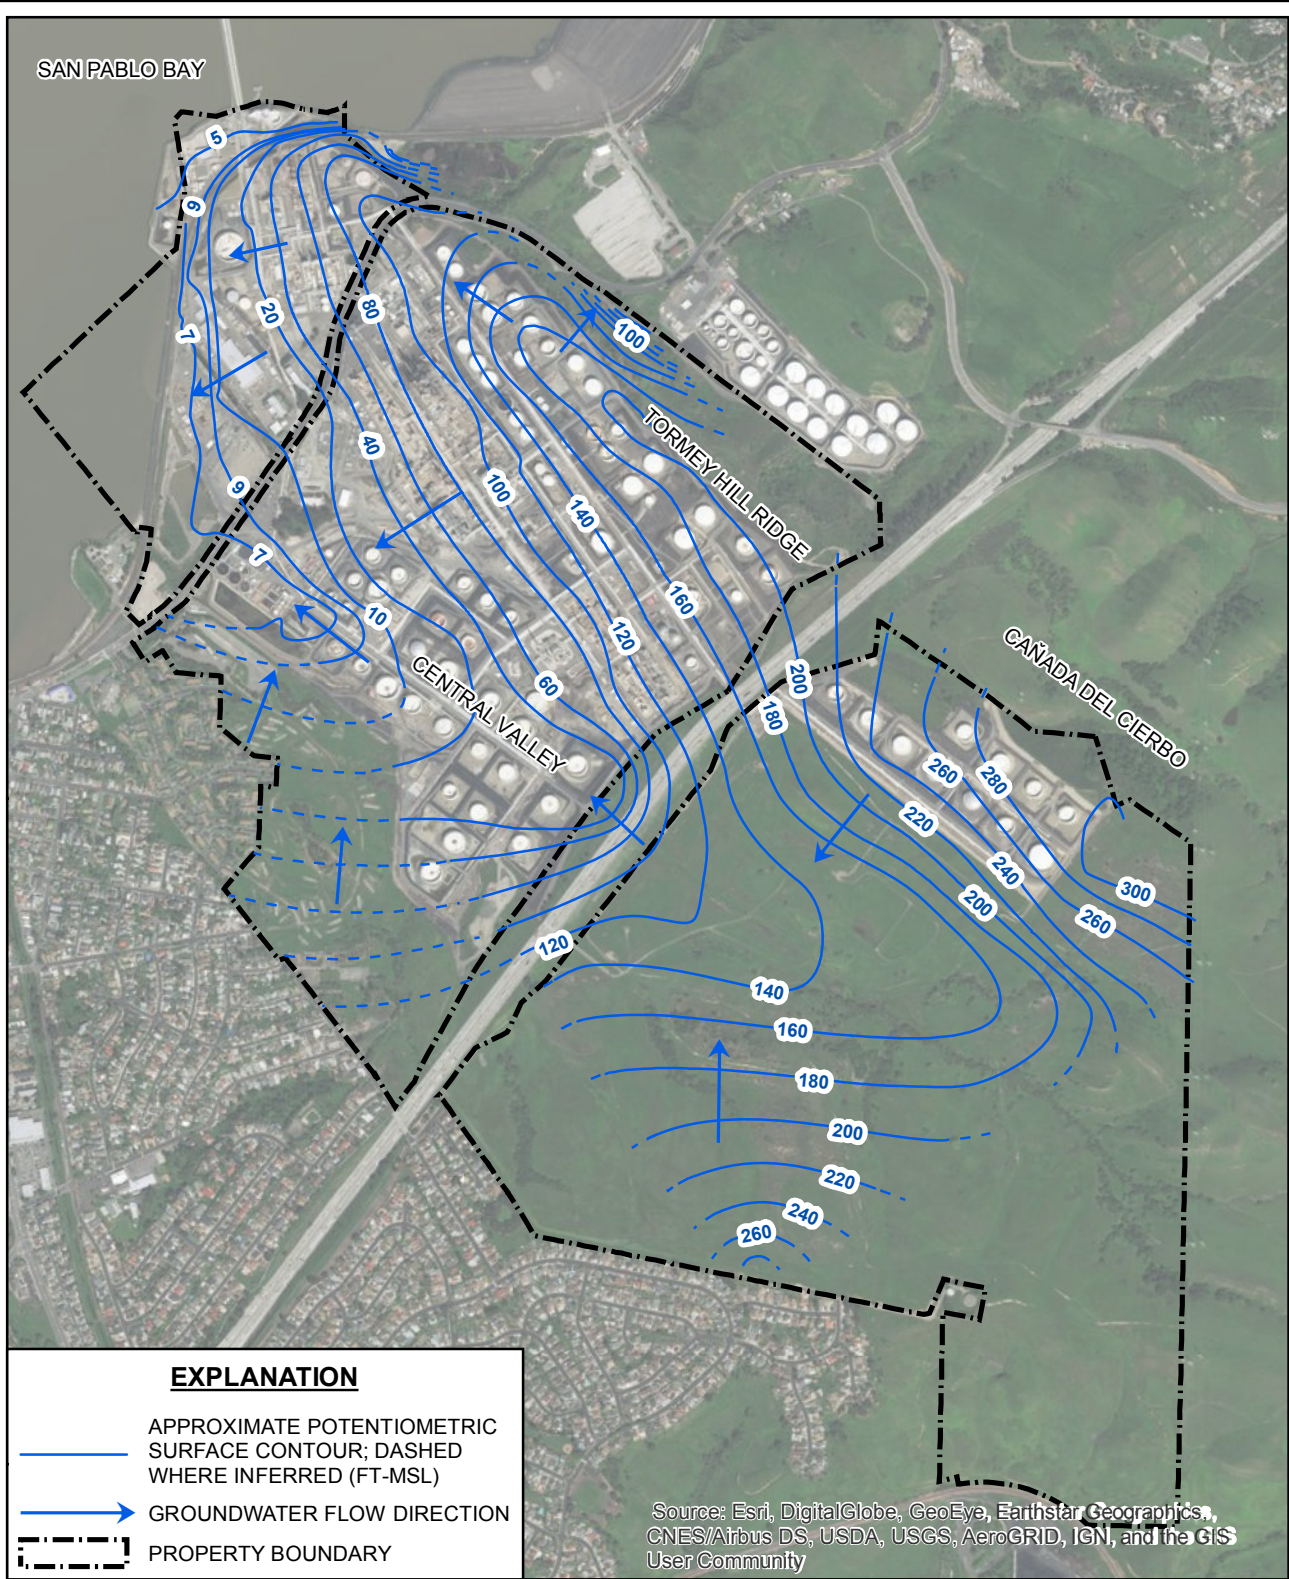 SAN PABLO BAY
5
6
7
20
80
100
40
9
7
100
140
TORMEY HILL RIDGE
160
10
120
CENTRAL VALLEY
60
200
180
CAÑADA DEL CIERBO
260
280
220
240
200
300
260
120
140
160
180
200
220
240
260
EXPLANATION
APPROXIMATE POTENTIOMETRIC
SURFACE CONTOUR; DASHED
WHERE INFERRED (FT-MSL)
GROUNDWATER FLOW DIRECTION
PROPERTY BOUNDARY
Source: Esri, DigitalGlobe, GeoEye, Earthstar Geographics,
CNES/Airbus DS, USDA, USGS, AeroGRID, IGN, and the GIS
User Community